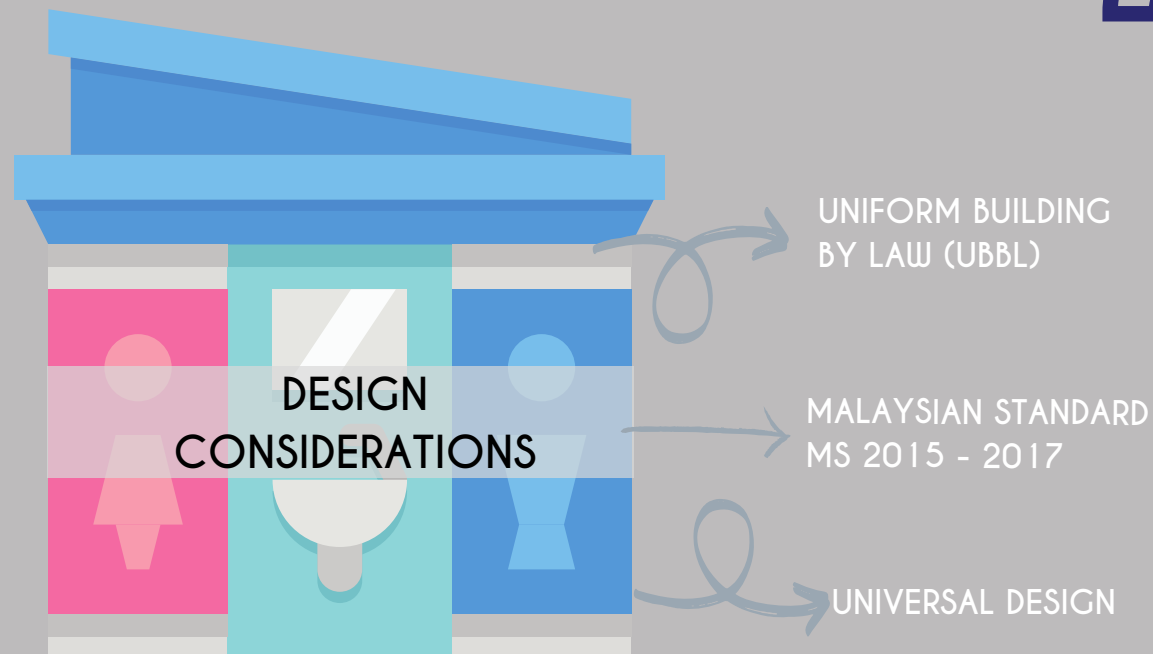 DESIGN
CONSIDERATIONS
UNIFORM BUILDING
BY LAW (UBBL)
MALAYSIAN STANDARD
MS 2015 - 2017
UNIVERSAL DESIGN